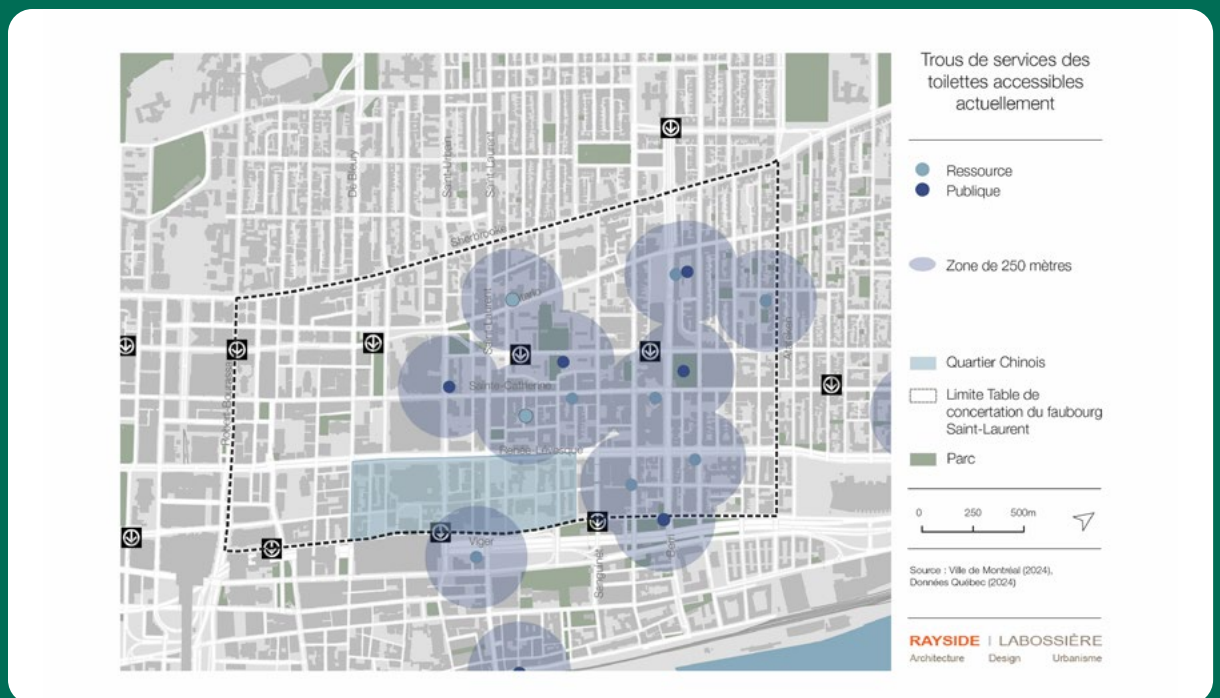 Trous de services des
toilettes accessibles
actuellement
Ressource
Publique
Zone de 250 mètres
Quartier Chinois
Limite Table de
concertation du faubourg
Saint-Laurent
Parc
0 250 500m
Source : Ville de Montréal (2024),
Données Québec (2024)
RAYSIDE | LABOSSIÈRE
Architecture Design Urbanisme
De Bleury
Saint-Urbain
Saint-Laurent
Sherbrooke
Saint-Laurent
Sainte-Catherine
Viger
Sanguinet
Berri